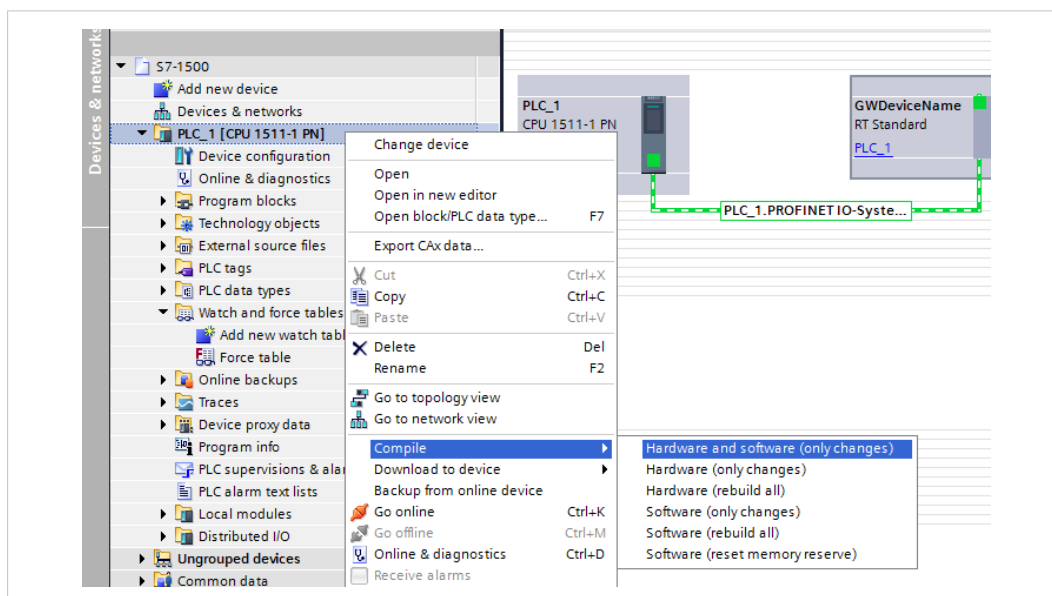 Devices & networks
S7-1500
Add new device
Devices & networks
PLC_1 [CPU 1511-1 PN]
Device configuration
Online & diagnostics
Program blocks
Technology objects
External source files
PLC tags
PLC data types
Watch and force tables
Add new watch tabl
Force table
Online backups
Traces
Device proxy data
Program info
PLC supervisions & alar
PLC alarm text lists
Local modules
Distributed I/O
Ungrouped devices
Common data
Change device
Open
Open in new editor
Open block/PLC data type... F7
Export CAx data...
Cut Ctrl+X
Copy Ctrl+C
Paste Ctrl+V
Delete Del
Rename F2
Go to topology view
Go to network view
Compile
Download to device
Backup from online device
Go online Ctrl+K
Go offline Ctrl+M
Online & diagnostics Ctrl+D
Receive alarms
Hardware and software (only changes)
Hardware (only changes)
Hardware (rebuild all)
Software (only changes)
Software (rebuild all)
Software (reset memory reserve)
PLC_1
CPU 1511-1 PN
GWDeviceName
RT Standard
PLC_1
PLC_1.PROFINET IO-Syste...